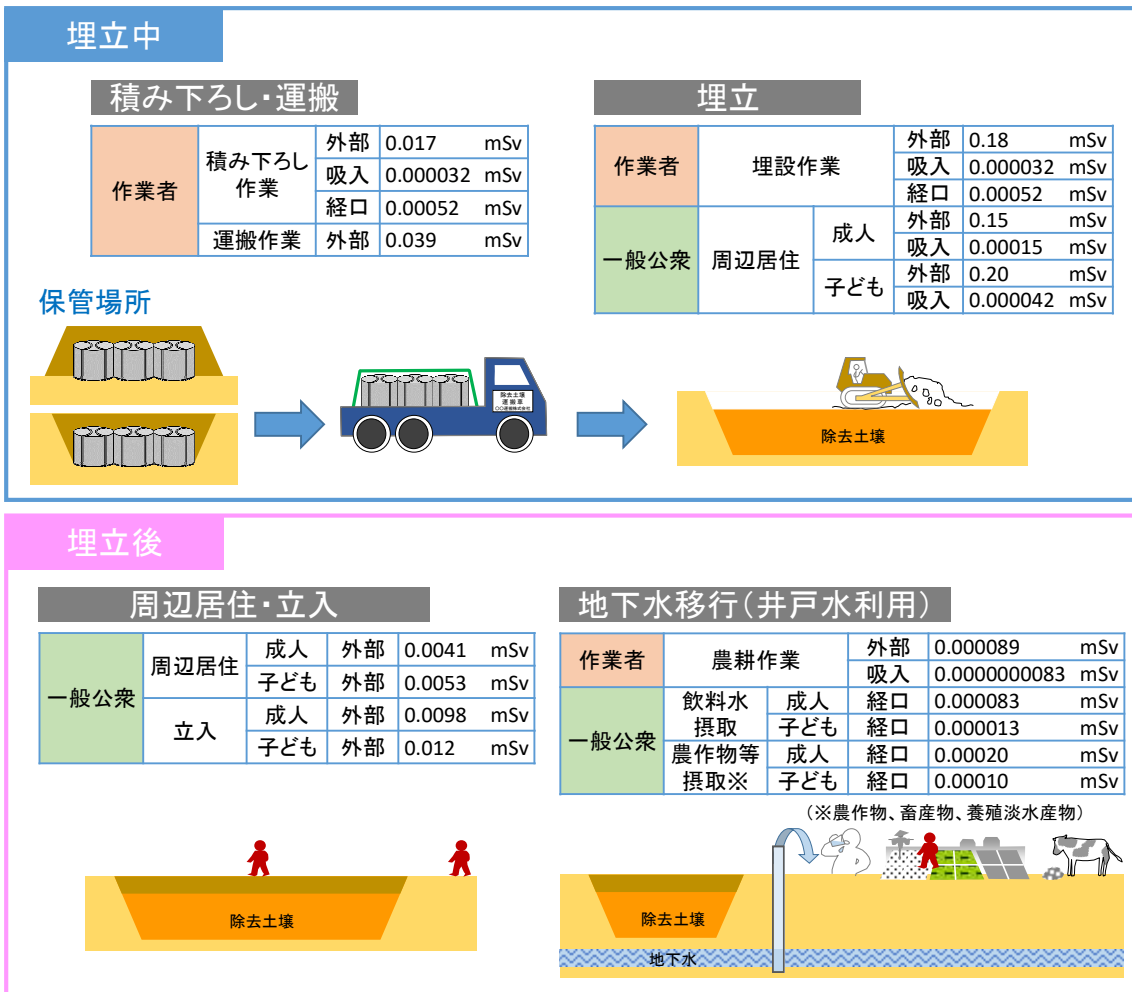 埋立中
積み下ろし・運搬
作業者 積み下ろし作業 外部 0.017 mSv
吸入 0.000032 mSv
経口 0.00052 mSv
運搬作業 外部 0.039 mSv
埋立
作業者 埋設作業 外部 0.18 mSv
吸入 0.000032 mSv
経口 0.00052 mSv
一般公衆 周辺居住 成人 外部 0.15 mSv
吸入 0.00015 mSv
子ども 外部 0.20 mSv
吸入 0.000042 mSv
保管場所
除去土壌
運搬車
〇〇運搬株式会社
除去土壌
埋立後
周辺居住・立入
一般公衆 周辺居住 成人 外部 0.0041 mSv
子ども 外部 0.0053 mSv
立入 成人 外部 0.0098 mSv
子ども 外部 0.012 mSv
地下水移行(井戸水利用)
作業者 農耕作業 外部 0.000089 mSv
吸入 0.0000000083 mSv
一般公衆 飲料水摂取 成人 経口 0.000083 mSv
子ども 経口 0.000013 mSv
農作物等摂取※ 成人 経口 0.00020 mSv
子ども 経口 0.00010 mSv
(※農作物、畜産物、養殖淡水産物)
除去土壌
除去土壌
地下水